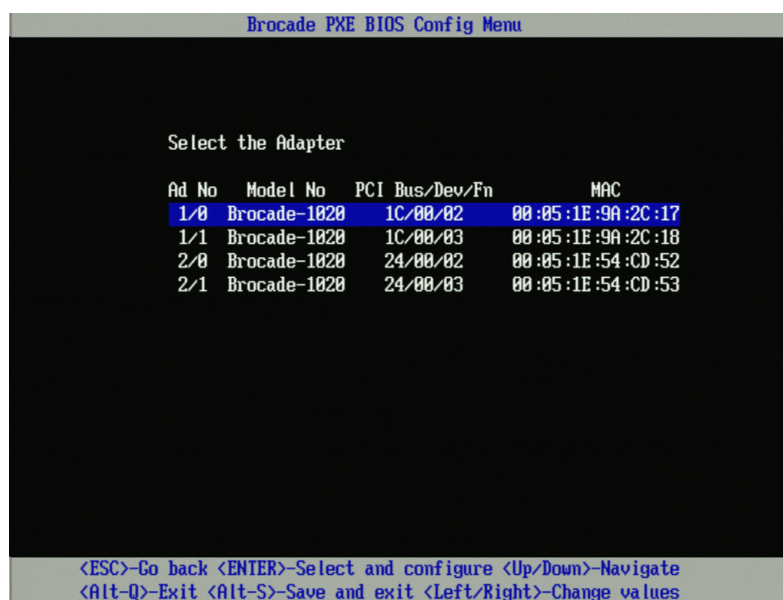 Brocade PXE BIOS Config Menu
Select the Adapter
Ad No Model No PCI Bus/Dev/Fn MAC
1/0 Brocade-1020 1C/00/02 00:05:1E:9A:2C:17
1/1 Brocade-1020 1C/00/03 00:05:1E:9A:2C:18
2/0 Brocade-1020 24/00/02 00:05:1E:54:CD:52
2/1 Brocade-1020 24/00/03 00:05:1E:54:CD:53
<ESC>-Go back <ENTER>-Select and configure <Up/Down>-Navigate
<Alt-Q>-Exit <Alt-S>-Save and exit <Left/Right>-Change values